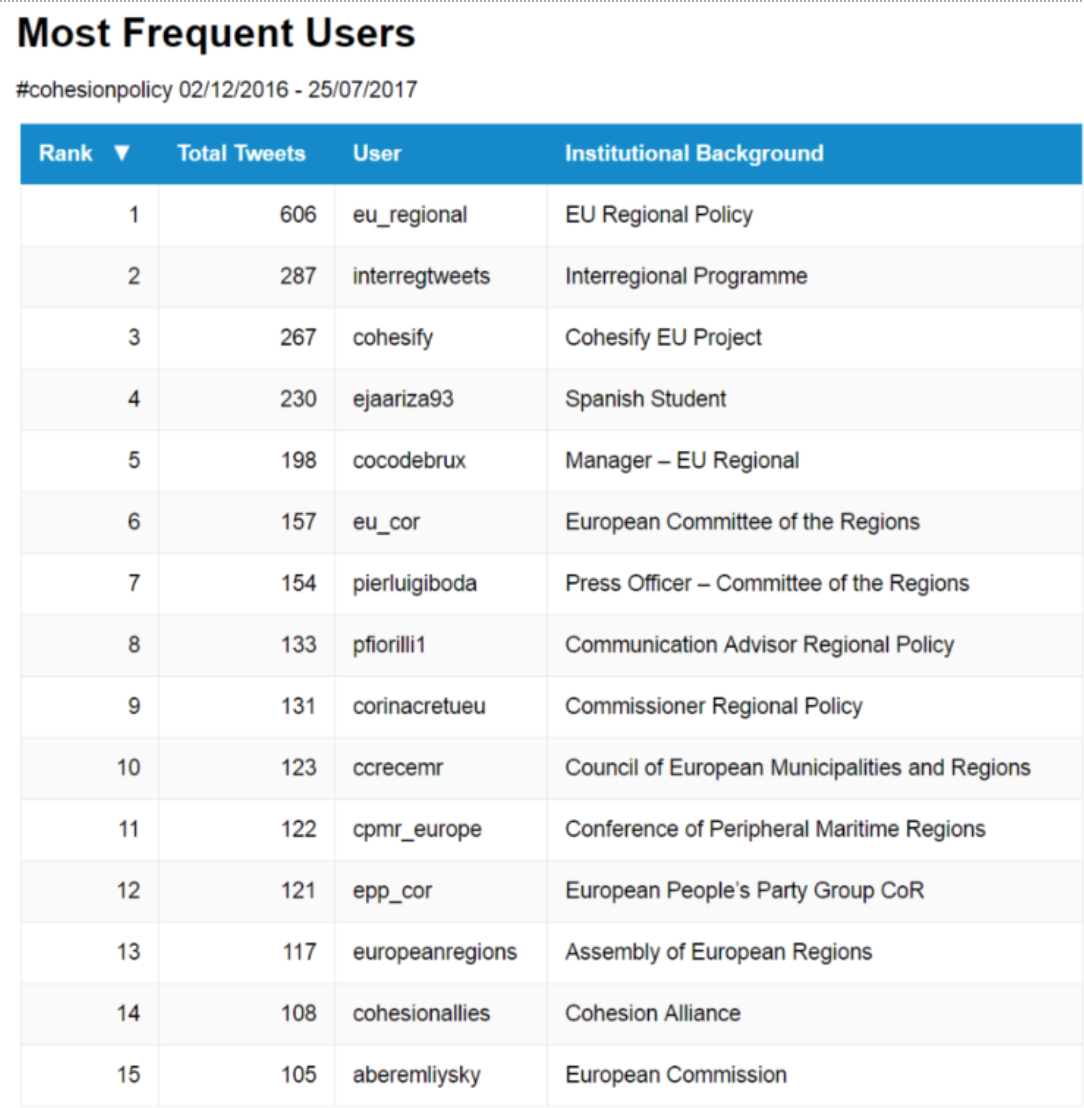 Most Frequent Users
#cohesionpolicy 02/12/2016 - 25/07/2017
Rank ▼ Total Tweets User Institutional Background
1 606 eu_regional EU Regional Policy
2 287 interregtweets Interregional Programme
3 267 cohesify Cohesify EU Project
4 230 ejaariza93 Spanish Student
5 198 cocodebrux Manager – EU Regional
6 157 eu_cor European Committee of the Regions
7 154 pierluigiboda Press Officer – Committee of the Regions
8 133 pfiorilli1 Communication Advisor Regional Policy
9 131 corinacretueu Commissioner Regional Policy
10 123 ccrecemr Council of European Municipalities and Regions
11 122 cpmr_europe Conference of Peripheral Maritime Regions
12 121 epp_cor European People’s Party Group CoR
13 117 europeanregions Assembly of European Regions
14 108 cohesionallies Cohesion Alliance
15 105 aberemliysky European Commission